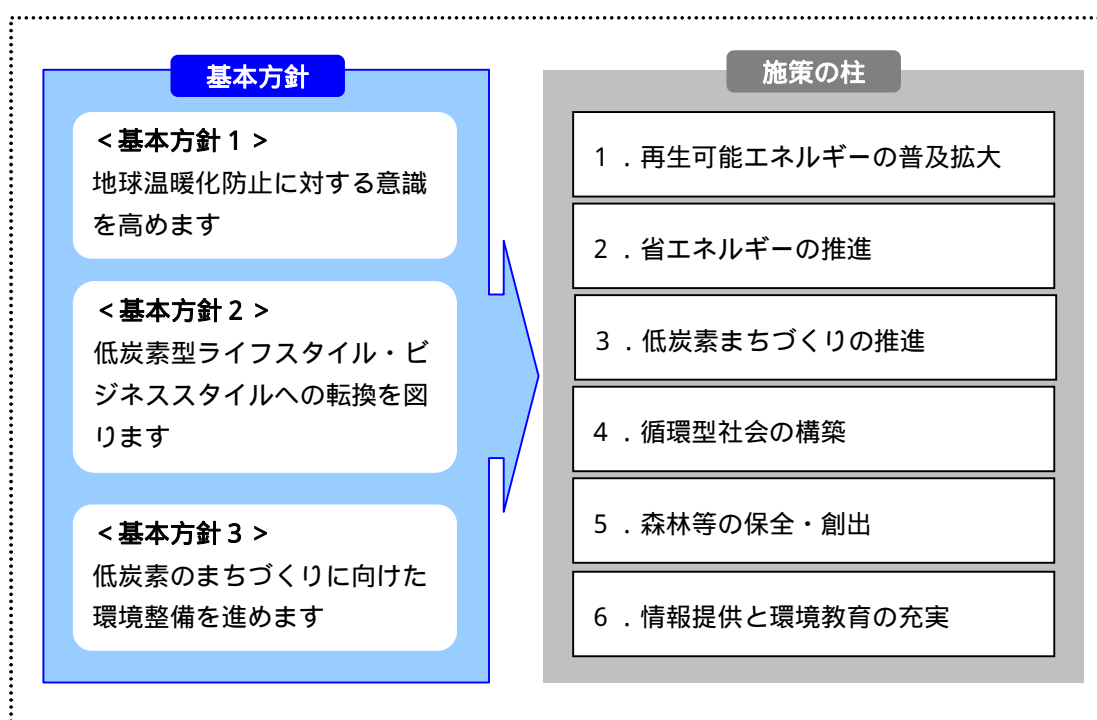 基本方針
＜基本方針１＞
地球温暖化防止に対する意識
を高めます
＜基本方針２＞
低炭素型ライフスタイル・ビ
ジネススタイルへの転換を図
ります
＜基本方針３＞
低炭素のまちづくりに向けた
環境整備を進めます
施策の柱
１．再生可能エネルギーの普及拡大
２．省エネルギーの推進
３．低炭素まちづくりの推進
４．循環型社会の構築
５．森林等の保全・創出
６．情報提供と環境教育の充実